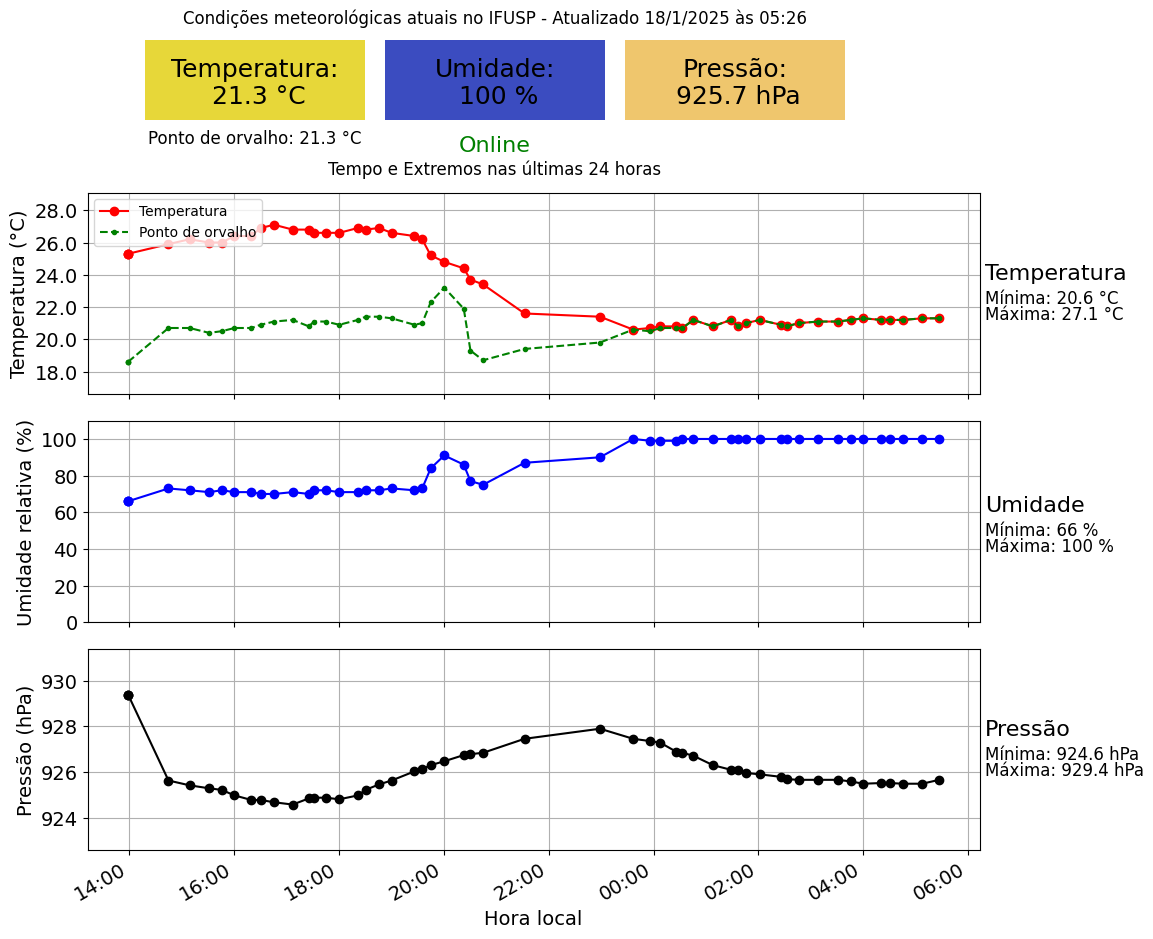 Condições meteorológicas atuais no IFUSP - Atualizado 18/1/2025 às 05:26
Temperatura:
21.3 °C
Umidade:
100 %
Pressão:
925.7 hPa
Ponto de orvalho: 21.3 °C
Online
Tempo e Extremos nas últimas 24 horas
Temperatura (°C)
28.0
26.0
24.0
22.0
20.0
18.0
Temperatura
Ponto de orvalho
Temperatura
Mínima: 20.6 °C
Máxima: 27.1 °C
Umidade relativa (%)
100
80
60
40
20
0
Umidade
Mínima: 66 %
Máxima: 100 %
Pressão (hPa)
930
928
926
924
Pressão
Mínima: 924.6 hPa
Máxima: 929.4 hPa
14:00 16:00 18:00 20:00 22:00 00:00 02:00 04:00 06:00
Hora local